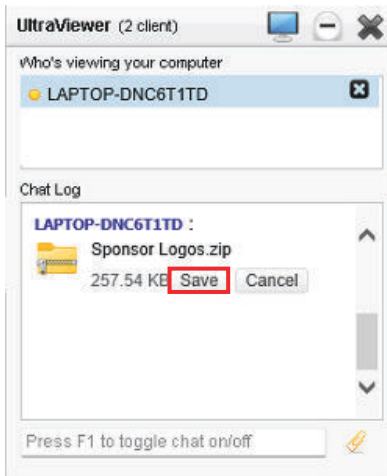 UltraViewer (2 client)
Who's viewing your computer
LAPTOP-DNC6T1TD
Chat Log
LAPTOP-DNC6T1TD :
Sponsor Logos.zip
257.54 KB Save Cancel
Press F1 to toggle chat on/off